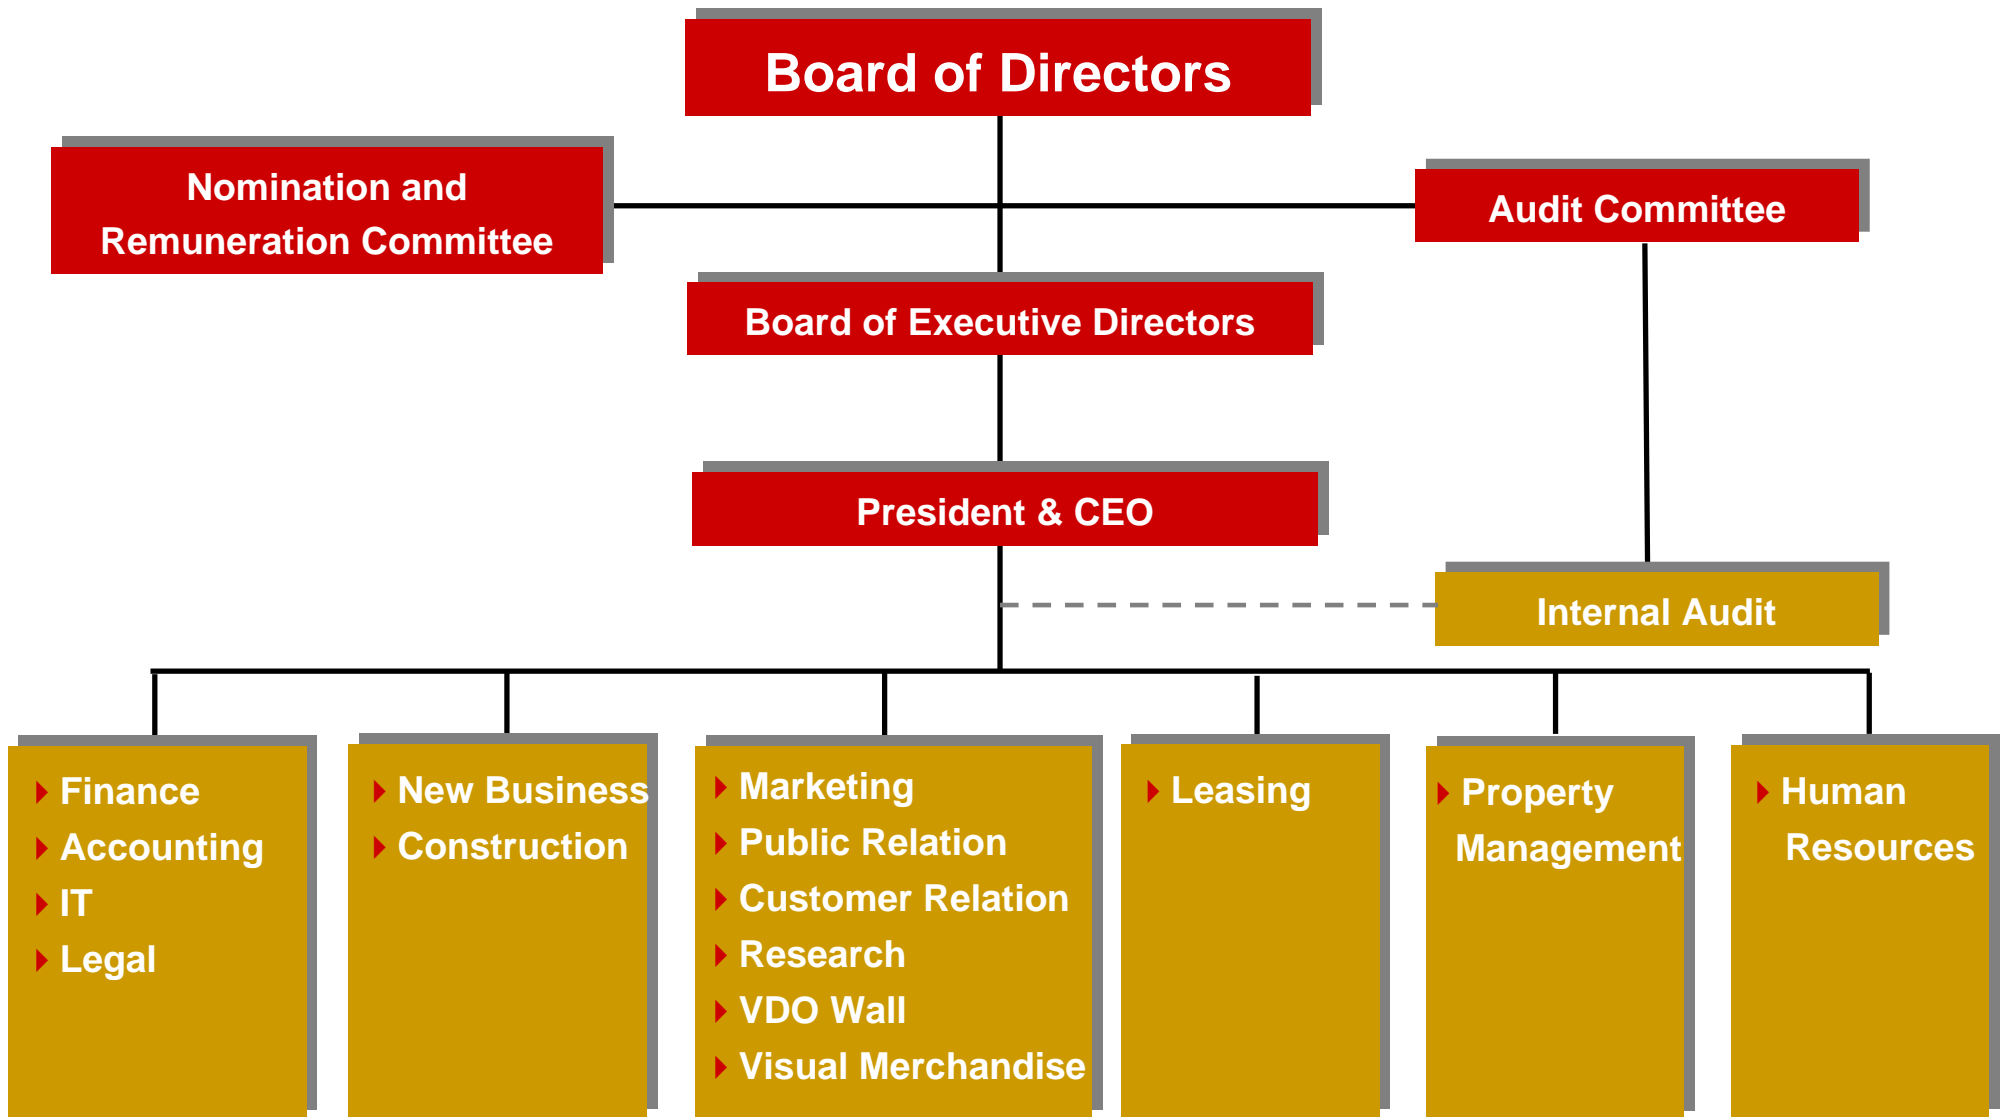 Board of Directors
Nomination and
Remuneration Committee
Audit Committee
Board of Executive Directors
President & CEO
Internal Audit
Finance
Accounting
IT
Legal
New Business
Construction
Marketing
Public Relation
Customer Relation
Research
VDO Wall
Visual Merchandise
Leasing
Property
Management
Human
Resources